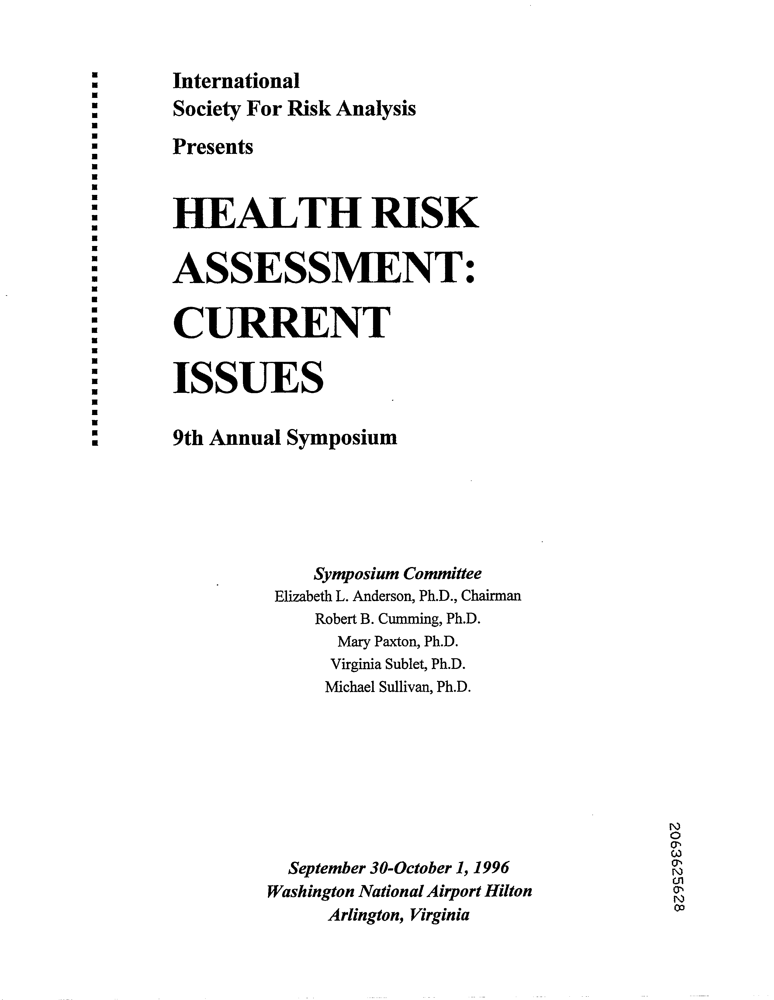 International
Society For Risk Analysis
Presents
HEALTH RISK
ASSESSMENT:
CURRENT
ISSUES
9th Annual Symposium
Symposium Committee
Elizabeth L. Anderson, Ph.D., Chairman
Robert B. Cumming, Ph.D.
Mary Paxton, Ph.D.
Virginia Sublet, Ph.D.
Michael Sullivan, Ph.D.
September 30-October 1, 1996
Washington National Airport Hilton
Arlington, Virginia
2063625628